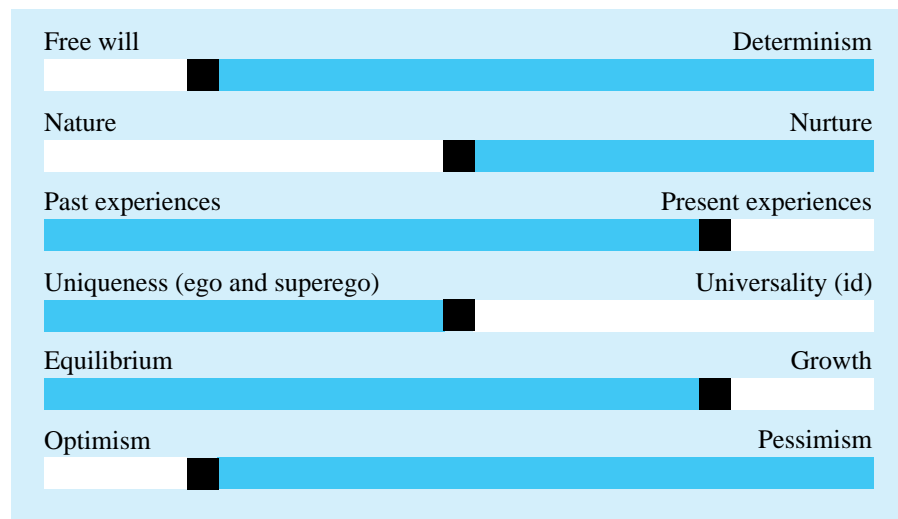 Free will Determinism
Nature Nurture
Past experiences Present experiences
Uniqueness (ego and superego) Universality (id)
Equilibrium Growth
Optimism Pessimism